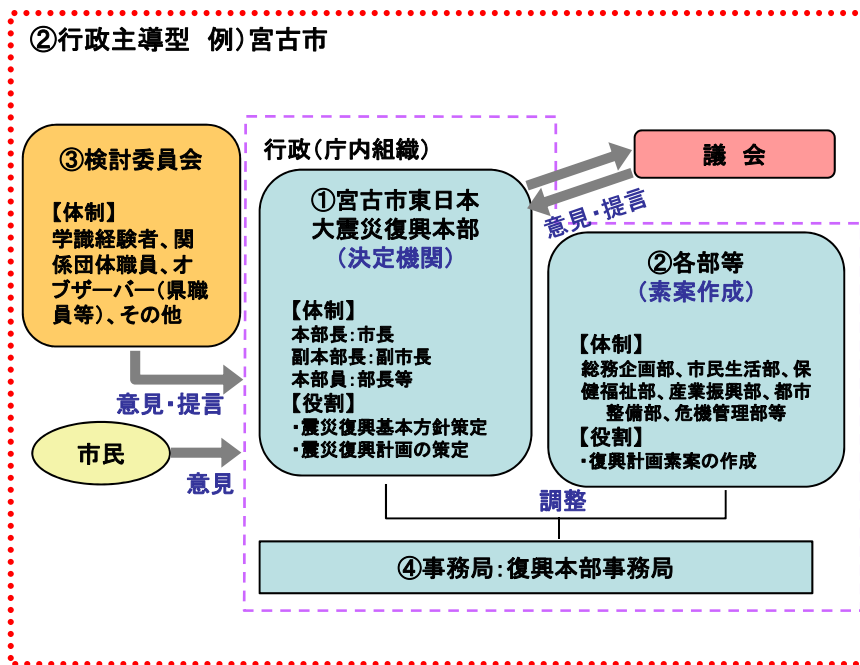 ②行政主導型 例)宮古市
③検討委員会
【体制】
学識経験者、関
係団体職員、オ
ブザーバー(県職
員等)、その他
意見・提言
市民
意見
行政(庁内組織)
①宮古市東日本
大震災復興本部
(決定機関)
【体制】
本部長:市長
副本部長:副市長
本部員:部長等
【役割】
・震災復興基本方針策定
・震災復興計画の策定
議 会
意見・提言
②各部等
(素案作成)
【体制】
総務企画部、市民生活部、保
健福祉部、産業振興部、都市
整備部、危機管理部等
【役割】
・復興計画素案の作成
調整
④事務局:復興本部事務局